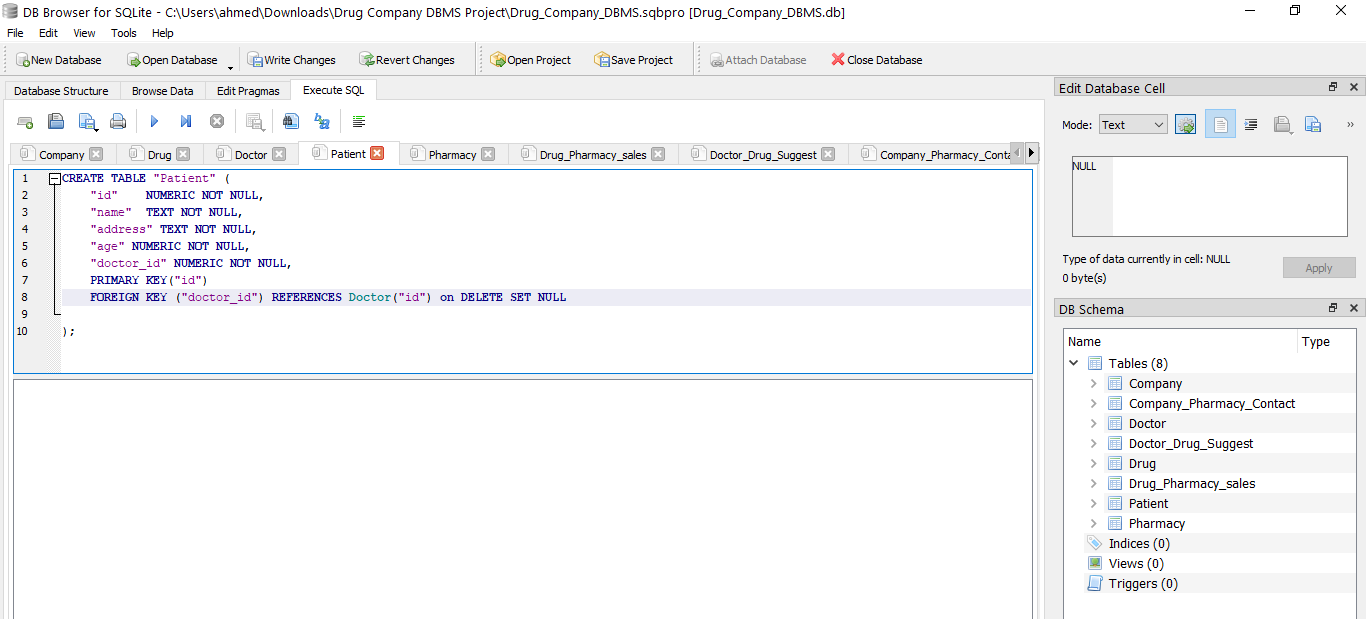 DB Browser for SQLite - C:\Users\ahmed\Downloads\Drug Company DBMS Project\Drug_Company_DBMS.sqbpro [Drug_Company_DBMS.db]
File Edit View Tools Help
New Database Open Database Write Changes Revert Changes Open Project Save Project Attach Database Close Database
Database Structure Browse Data Edit Pragmas Execute SQL
Company Drug Doctor Patient Pharmacy Drug_Pharmacy_sales Doctor_Drug_Suggest Company_Pharmacy_Conta
1 CREATE TABLE "Patient" (
2 "id" NUMERIC NOT NULL,
3 "name" TEXT NOT NULL,
4 "address" TEXT NOT NULL,
5 "age" NUMERIC NOT NULL,
6 "doctor_id" NUMERIC NOT NULL,
7 PRIMARY KEY("id")
8 FOREIGN KEY ("doctor_id") REFERENCES Doctor("id") on DELETE SET NULL
9
10 );
Edit Database Cell
Mode: Text »
NULL
Type of data currently in cell: NULL
0 byte(s)
Apply
DB Schema
Name Type
Tables (8)
Company
Company_Pharmacy_Contact
Doctor
Doctor_Drug_Suggest
Drug
Drug_Pharmacy_sales
Patient
Pharmacy
Indices (0)
Views (0)
Triggers (0)